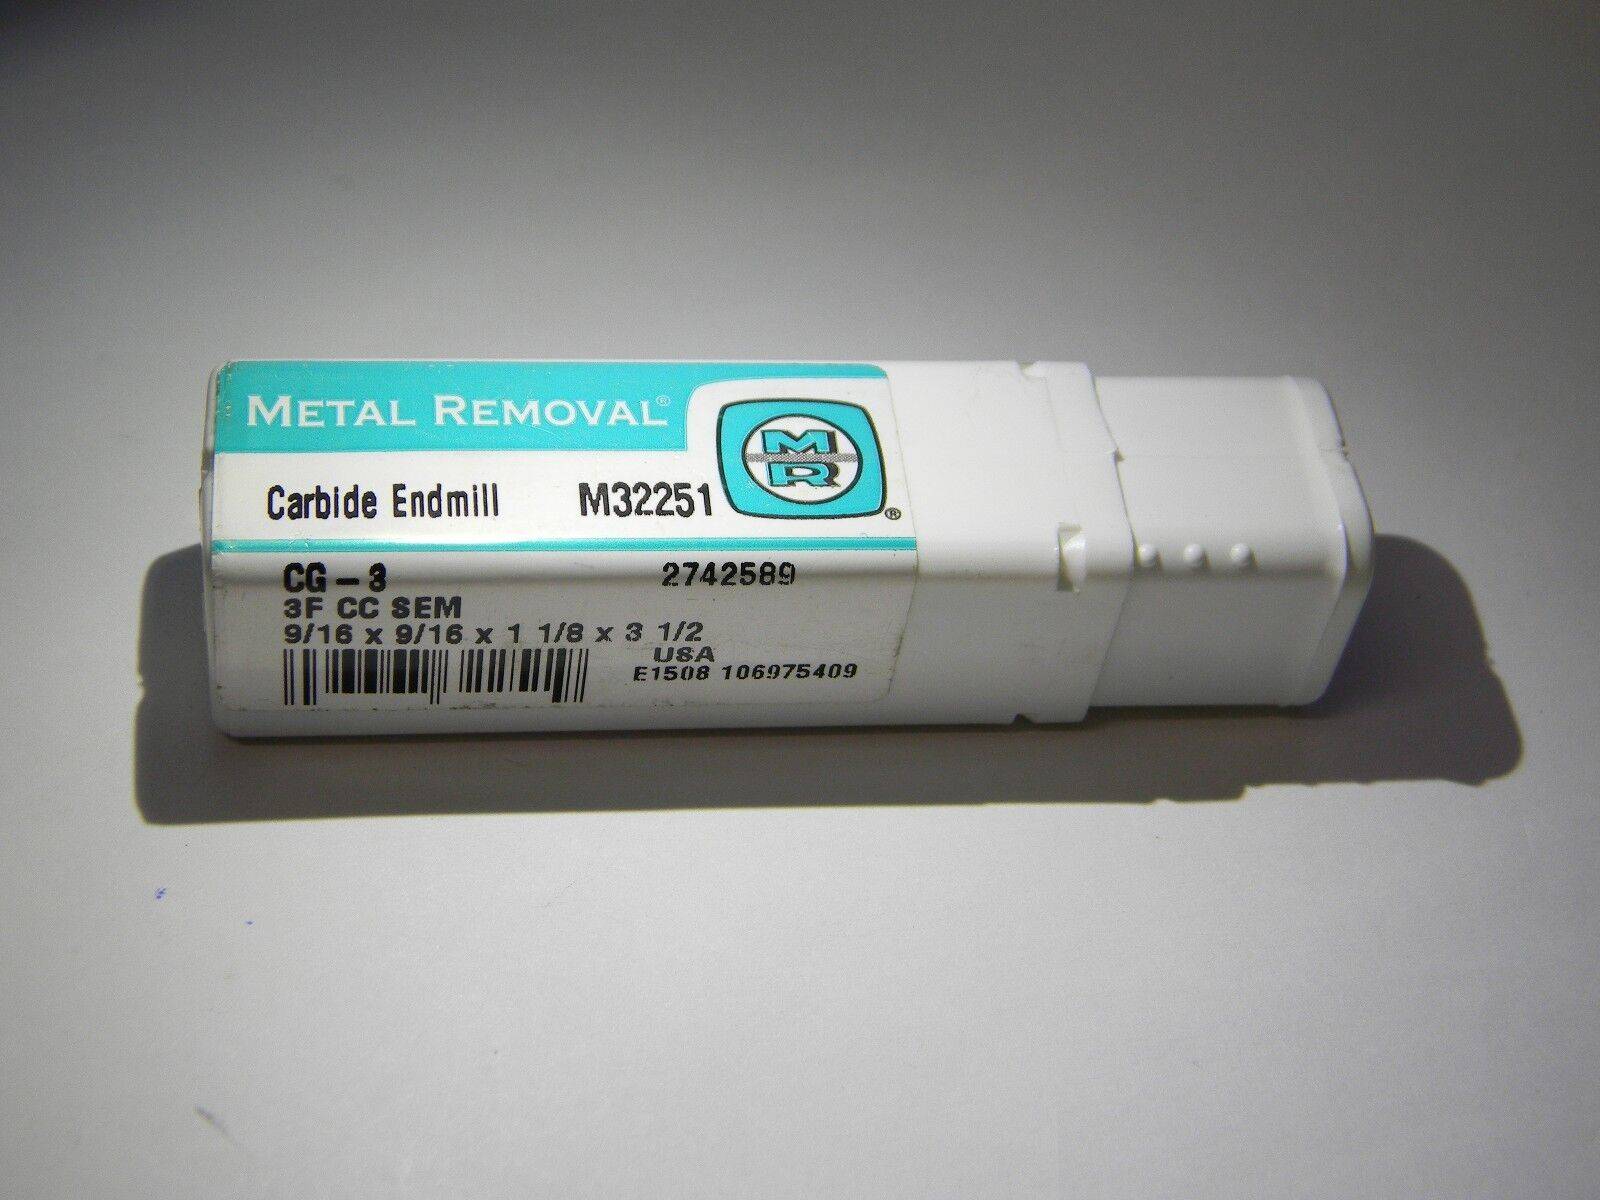 METAL REMOVAL®
MR ®
Carbide Endmill M32251
CG-3 2742589
3F CC SEM
9/16 x 9/16 x 1 1/8 x 3 1/2
USA
E1508 106975409